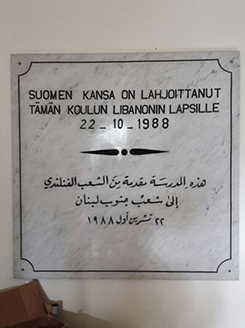 SUOMEN KANSA ON LAHJOITTANUT
TÄMÄN KOULUN LIBANONIN LAPSILLE
22 _ 10 _ 1988
هذه المدرسة مقدمة من الشعب الفنلندي
إلى شعب جنوب لبنان
٢٢ تشرين أول ١٩٨٨